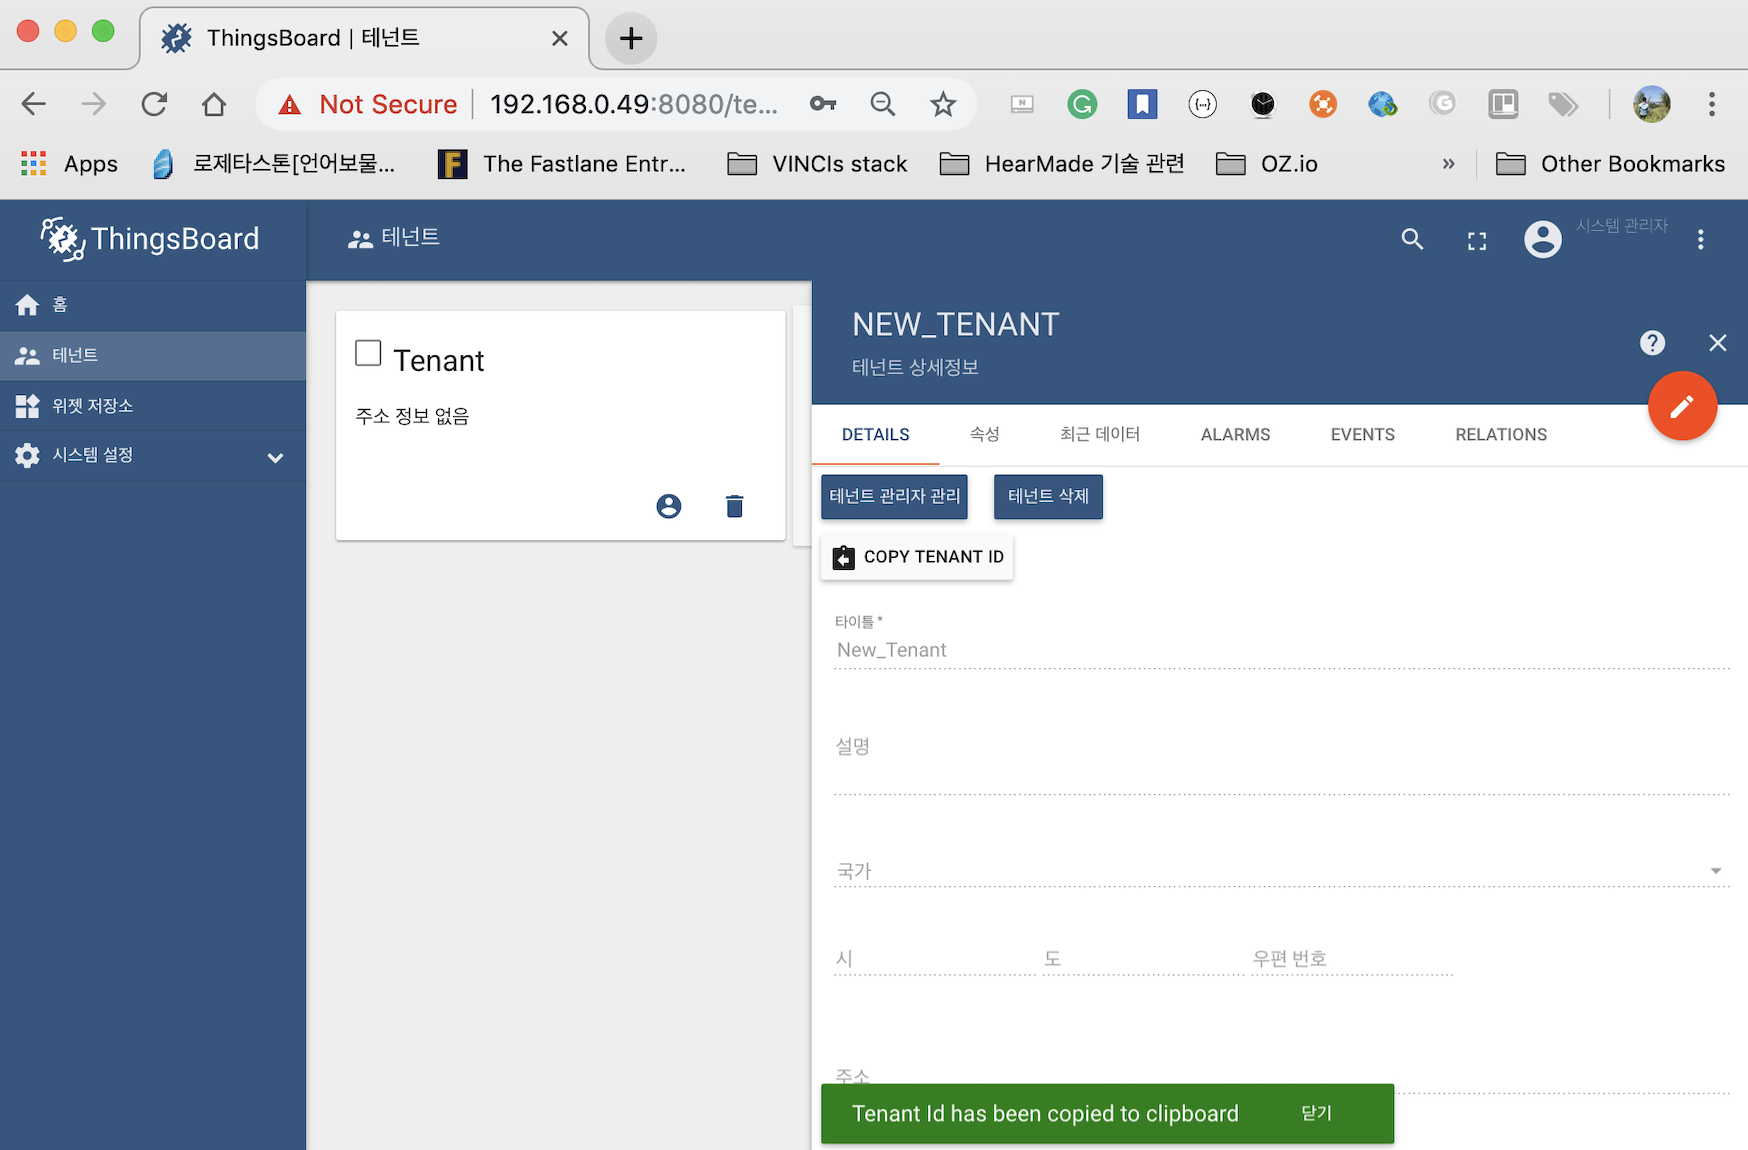 ThingsBoard | 테넌트
Not Secure
192.168.0.49:8080/te...
Apps
로제타스톤[언어보물...
The Fastlane Entr...
VINCIs stack
HearMade 기술 관련
OZ.io
»
Other Bookmarks
ThingsBoard
테넌트
시스템 관리자
홈
테넌트
위젯 저장소
시스템 설정
Tenant
주소 정보 없음
NEW_TENANT
테넌트 상세정보
DETAILS
속성
최근 데이터
ALARMS
EVENTS
RELATIONS
테넌트 관리자 관리
테넌트 삭제
COPY TENANT ID
타이틀 *
New_Tenant
설명
국가
시
도
우편 번호
주소
Tenant Id has been copied to clipboard
닫기